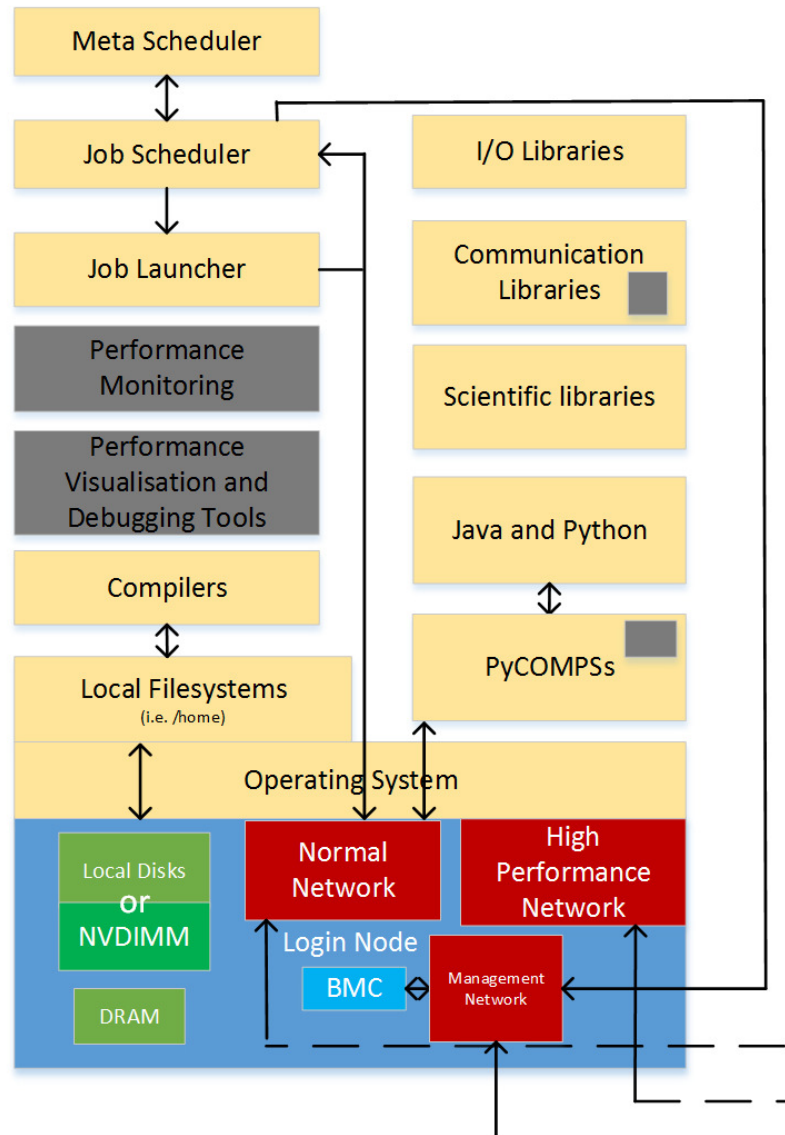 Meta Scheduler
Job Scheduler
I/O Libraries
Job Launcher
Communication
Libraries
Performance
Monitoring
Scientific libraries
Performance
Visualisation and
Debugging Tools
Java and Python
Compilers
PyCOMPSs
Local Filesystems
(i.e. /home)
Operating System
Local Disks
or
NVDIMM
Normal
Network
High
Performance
Network
Login Node
BMC
Management
Network
DRAM